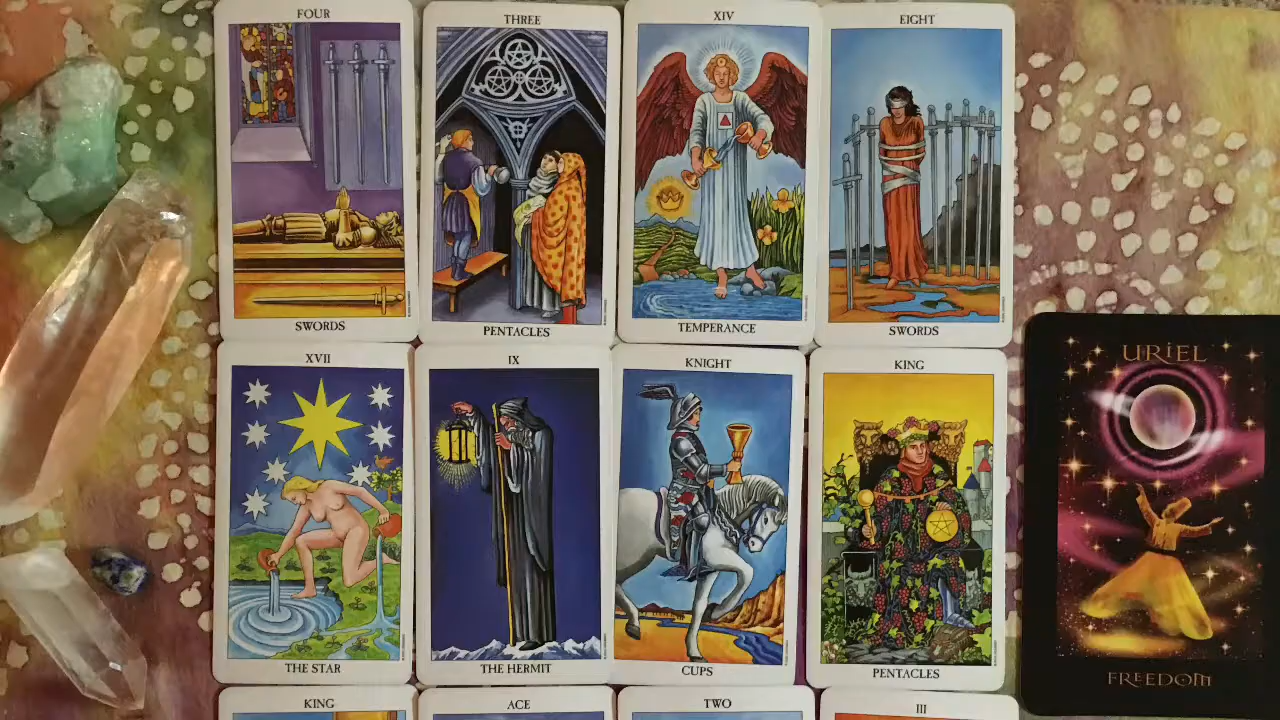 FOUR
SWORDS
THREE
PENTACLES
XIV
TEMPERANCE
EIGHT
SWORDS
XVII
THE STAR
IX
THE HERMIT
KNIGHT
CUPS
KING
PENTACLES
URIEL
FREEDOM
KING
ACE
TWO
III